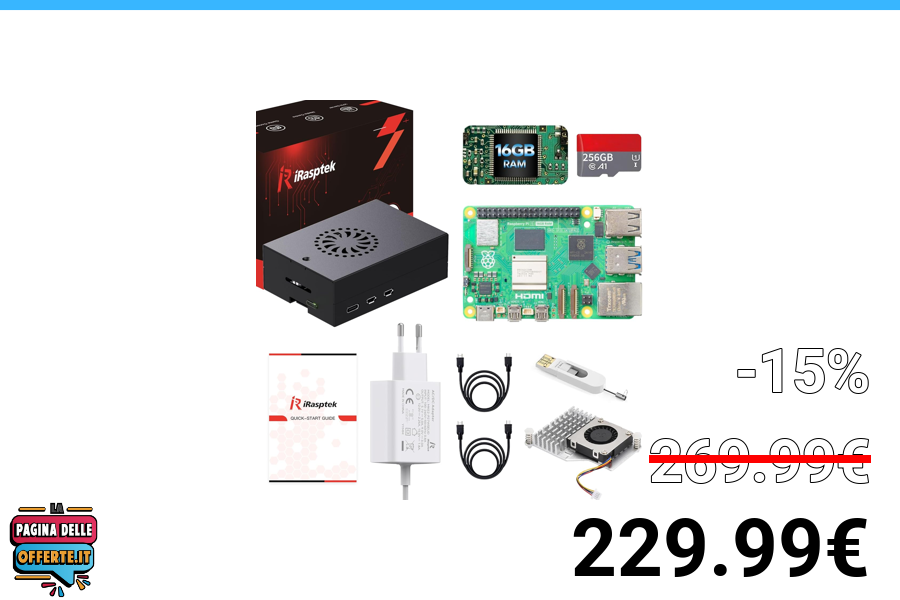 iRasptek
16GB
RAM
256GB
A1
HDMI
iRasptek
QUICK-START GUIDE
-15%
269.99€
229.99€
LA
PAGINA DELLE
OFFERTE.IT